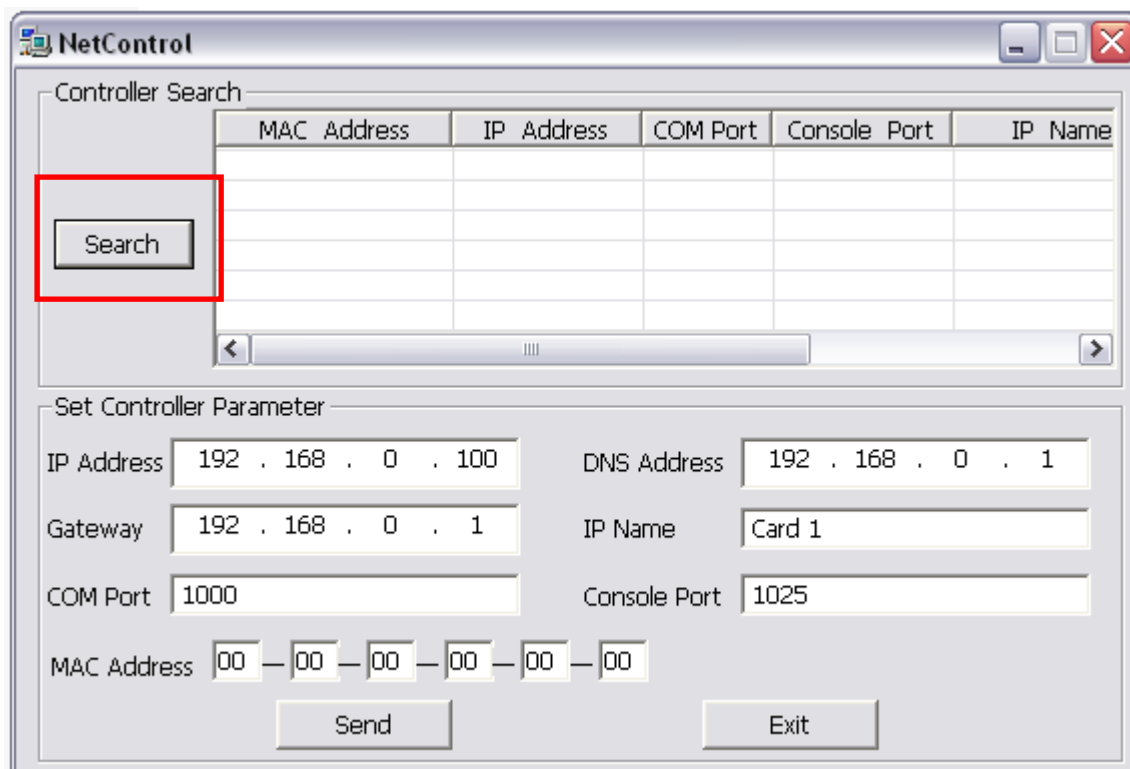 NetControl
Controller Search
MAC Address IP Address COM Port Console Port IP Name
Search
Set Controller Parameter
IP Address 192 . 168 . 0 . 100 DNS Address 192 . 168 . 0 . 1
Gateway 192 . 168 . 0 . 1 IP Name Card 1
COM Port 1000 Console Port 1025
MAC Address 00 — 00 — 00 — 00 — 00 — 00
Send Exit